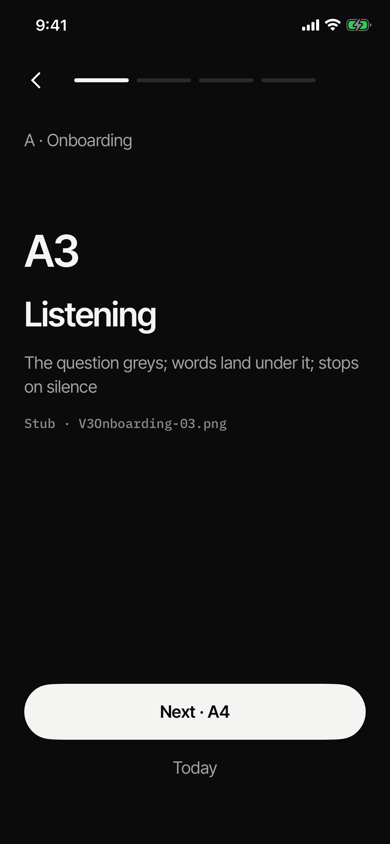 9:41
A · Onboarding
A3
Listening
The question greys; words land under it; stops
on silence
Stub · V3Onboarding-03.png
Next · A4
Today